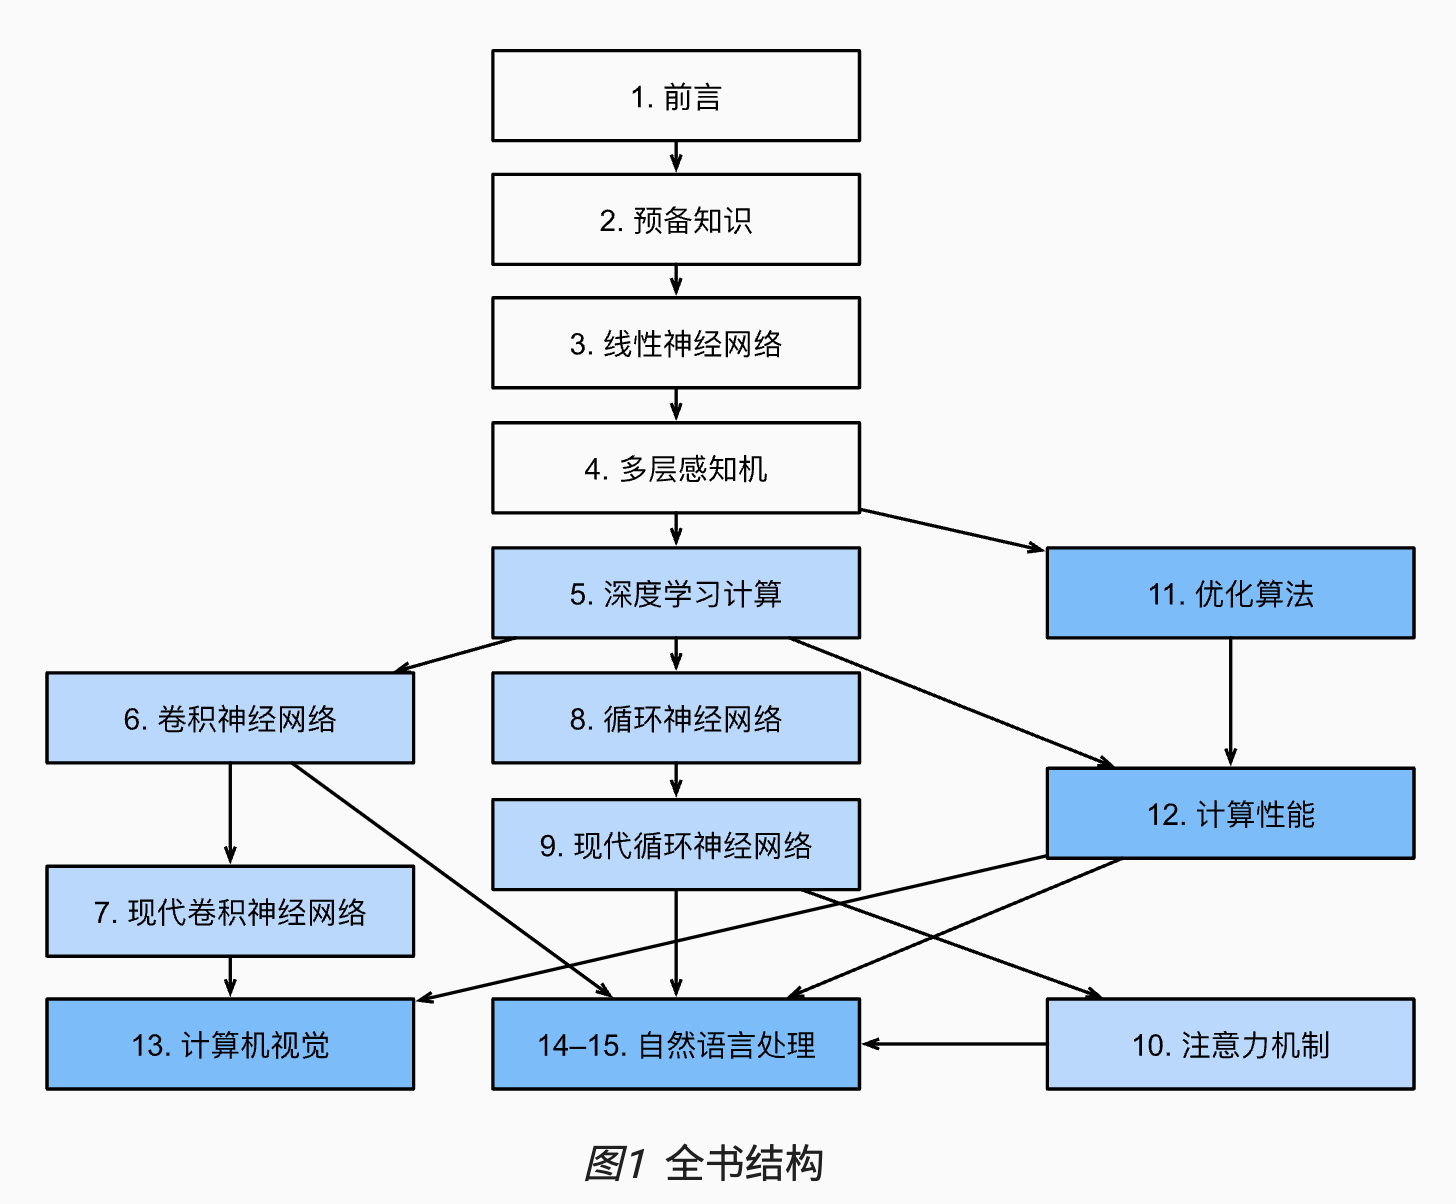 1. 前言
2. 预备知识
3. 线性神经网络
4. 多层感知机
5. 深度学习计算
11. 优化算法
6. 卷积神经网络
8. 循环神经网络
12. 计算性能
9. 现代循环神经网络
7. 现代卷积神经网络
13. 计算机视觉
14–15. 自然语言处理
10. 注意力机制
图1 全书结构